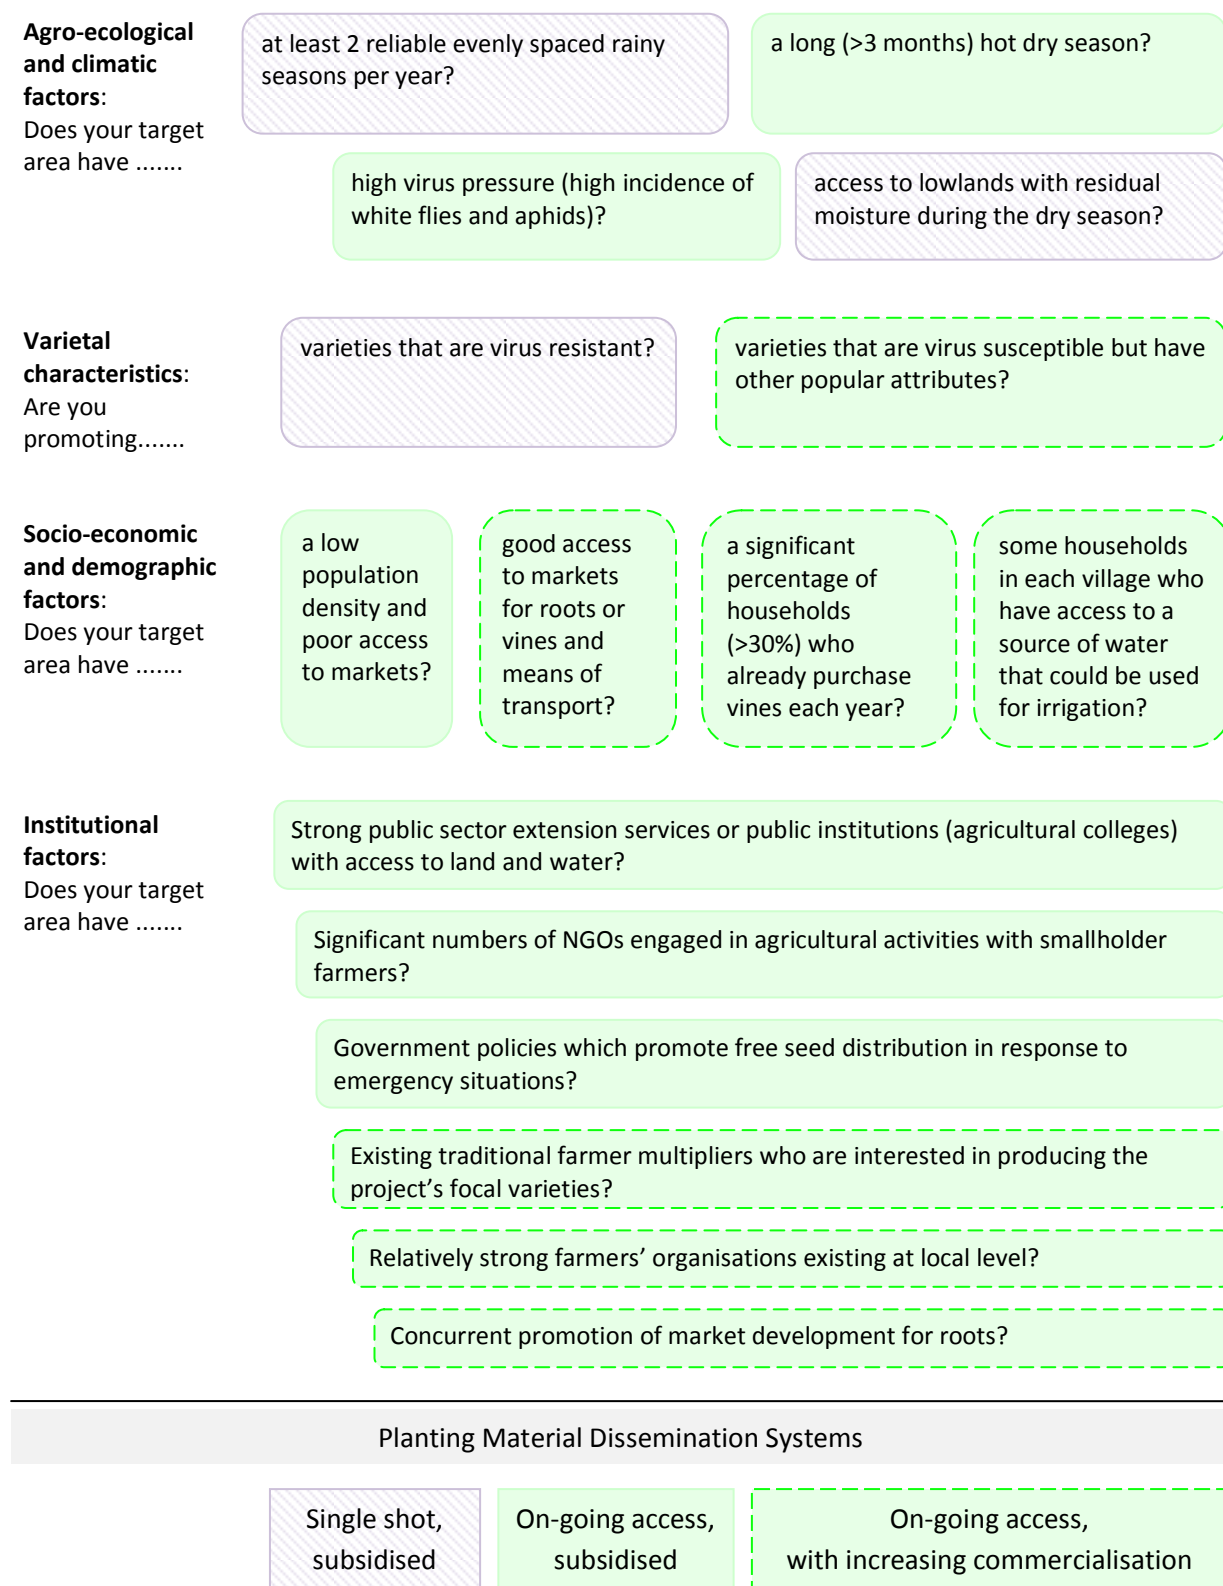 Agro-ecological
and climatic
factors:
Does your target
area have .......
at least 2 reliable evenly spaced rainy
seasons per year?
a long (>3 months) hot dry season?
high virus pressure (high incidence of
white flies and aphids)?
access to lowlands with residual
moisture during the dry season?
Varietal
characteristics:
Are you
promoting.......
varieties that are virus resistant?
varieties that are virus susceptible but have
other popular attributes?
Socio-economic
and demographic
factors:
Does your target
area have .......
a low
population
density and
poor access
to markets?
good access
to markets
for roots or
vines and
means of
transport?
a significant
percentage of
households
(>30%) who
already purchase
vines each year?
some households
in each village who
have access to a
source of water
that could be used
for irrigation?
Institutional
factors:
Does your target
area have .......
Strong public sector extension services or public institutions (agricultural colleges)
with access to land and water?
Significant numbers of NGOs engaged in agricultural activities with smallholder
farmers?
Government policies which promote free seed distribution in response to
emergency situations?
Existing traditional farmer multipliers who are interested in producing the
project’s focal varieties?
Relatively strong farmers’ organisations existing at local level?
Concurrent promotion of market development for roots?
Planting Material Dissemination Systems
Single shot,
subsidised
On-going access,
subsidised
On-going access,
with increasing commercialisation